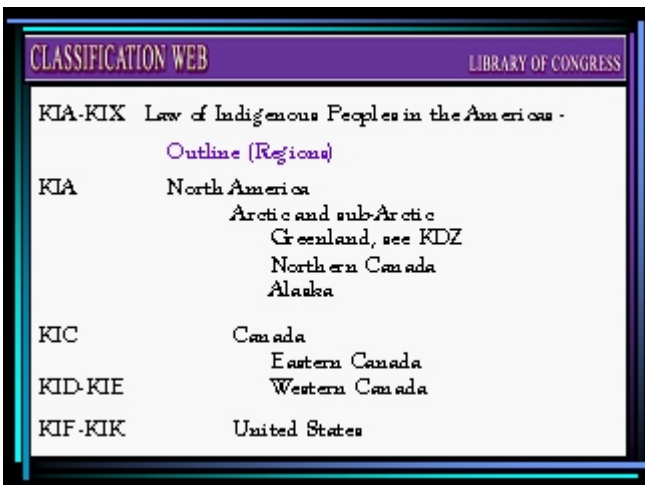 CLASSIFICATION WEB LIBRARY OF CONGRESS
KIA-KIX Law of Indigenous Peoples in the Americas -
Outline (Regions)
KIA North America
Arctic and sub-Arctic
Greenland, see KDZ
Northern Canada
Alaska
KIC Canada
Eastern Canada
KID-KIE Western Canada
KIF-KIK United States